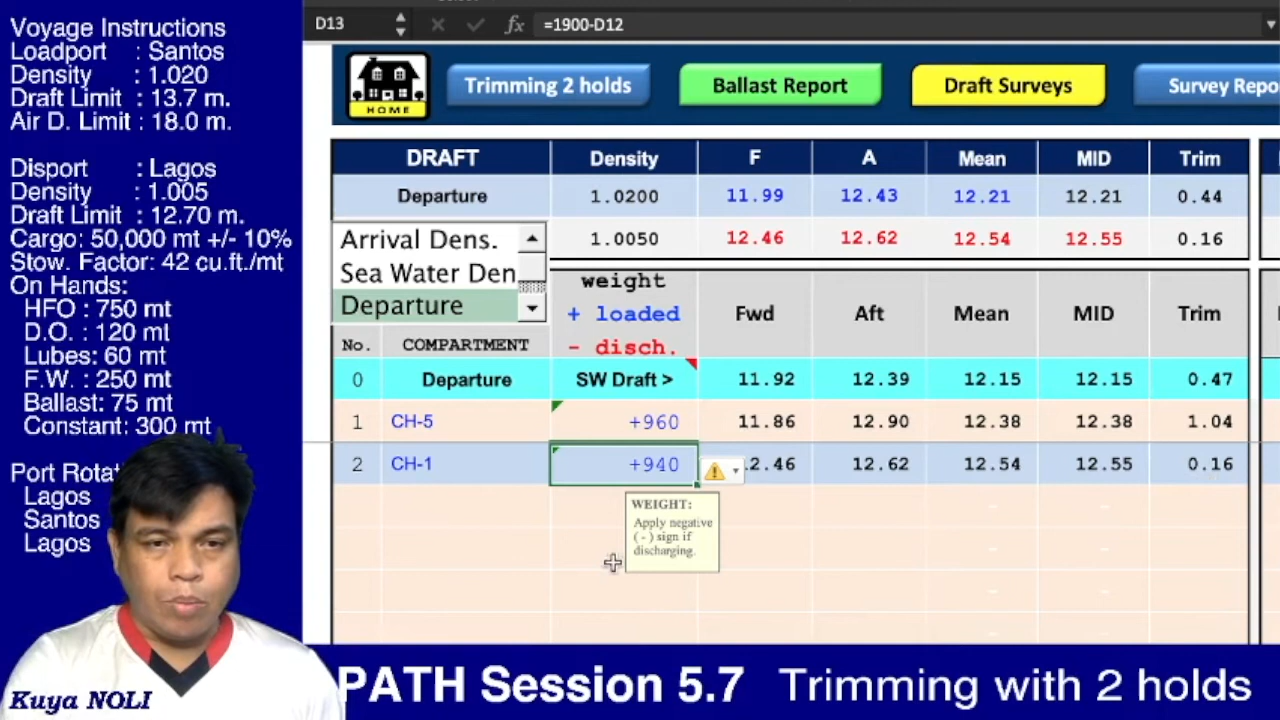 Voyage Instructions
Loadport : Santos
Density : 1.020
Draft Limit : 13.7 m.
Air D. Limit : 18.0 m.
Disport : Lagos
Density : 1.005
Draft Limit : 12.70 m.
Cargo: 50,000 mt +/- 10%
Stow. Factor: 42 cu.ft./mt
On Hands:
HFO : 750 mt
D.O. : 120 mt
Lubes: 60 mt
F.W. : 250 mt
Ballast: 75 mt
Constant: 300 mt
Lagos
Santos
Lagos
Kuya NOLI
D13 fx =1900-D12
HOME
Trimming 2 holds Ballast Report Draft Surveys
DRAFT Density F A Mean MID Trim
Departure 1.0200 11.99 12.43 12.21 12.21 0.44
1.0050 12.46 12.62 12.54 12.55 0.16
Arrival Dens.
Sea Water Den
Departure
weight
+ loaded
- disch.
Fwd Aft Mean MID Trim
No. COMPARTMENT
0 Departure SW Draft > 11.92 12.39 12.15 12.15 0.47
1 CH-5 +960 11.86 12.90 12.38 12.38 1.04
2 CH-1 +940 2.46 12.62 12.54 12.55 0.16
WEIGHT:
Apply negative
( - ) sign if
discharging.
PATH Session 5.7 Trimming with 2 holds